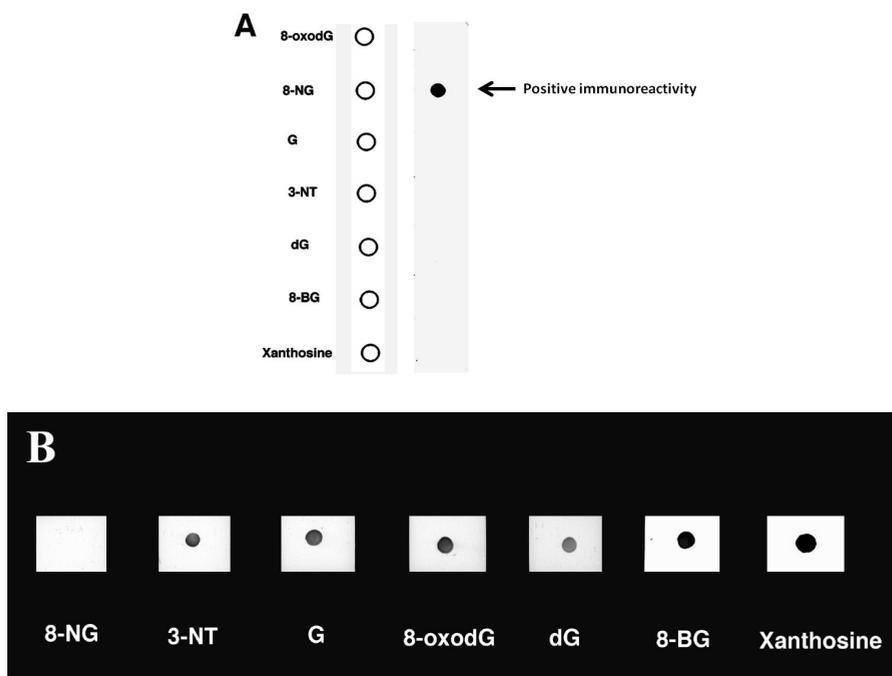 A
8-oxodG
8-NG
Positive immunoreactivity
G
3-NT
dG
8-BG
Xanthosine
B
8-NG 3-NT G 8-oxodG dG 8-BG Xanthosine